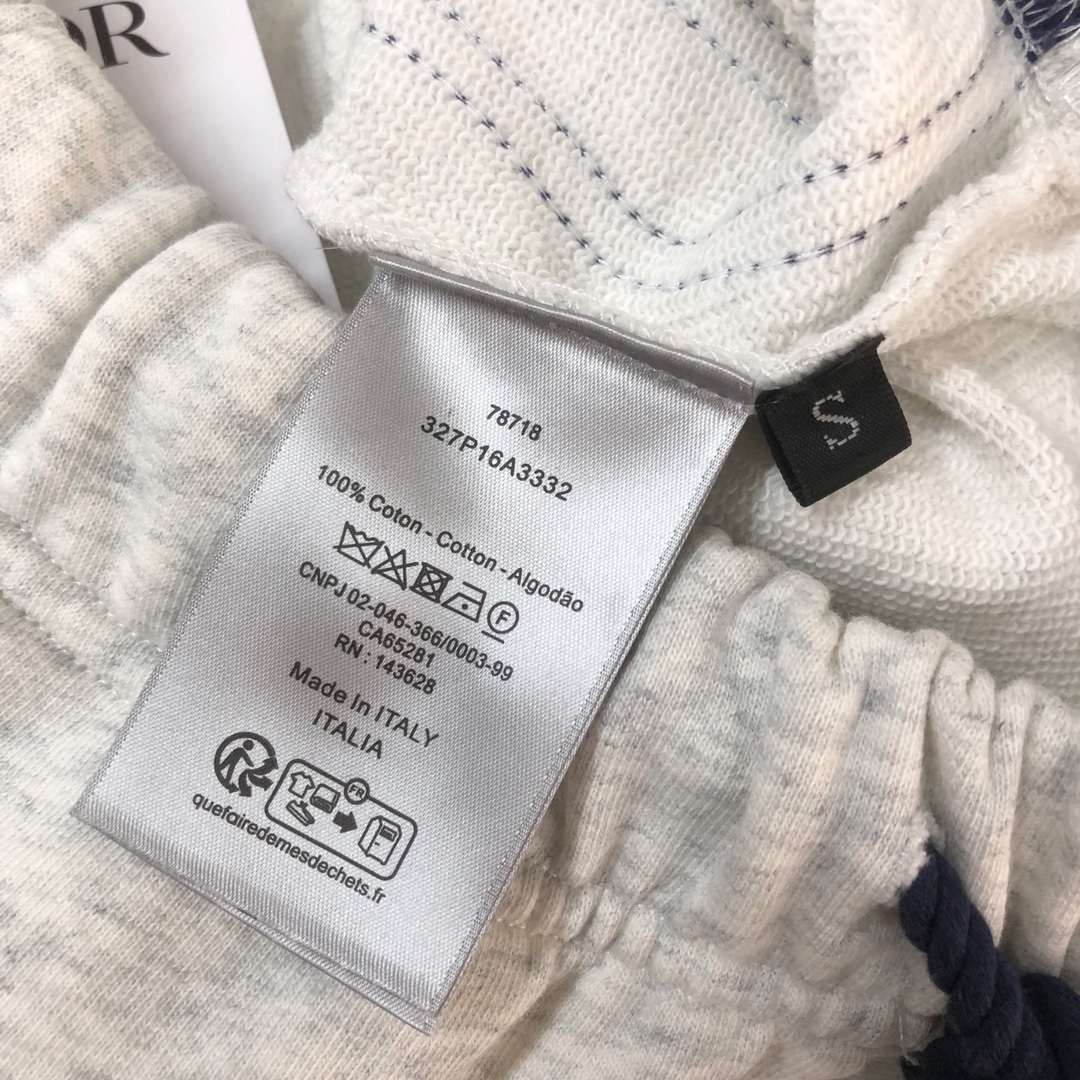 OR
S
78718
327P16A3332
100% Coton - Cotton - Algodão
F
CNPJ 02-046-366/0003-99
CA65281
RN : 143628
Made In ITALY
ITALIA
FR
quefairedemesdechets.fr